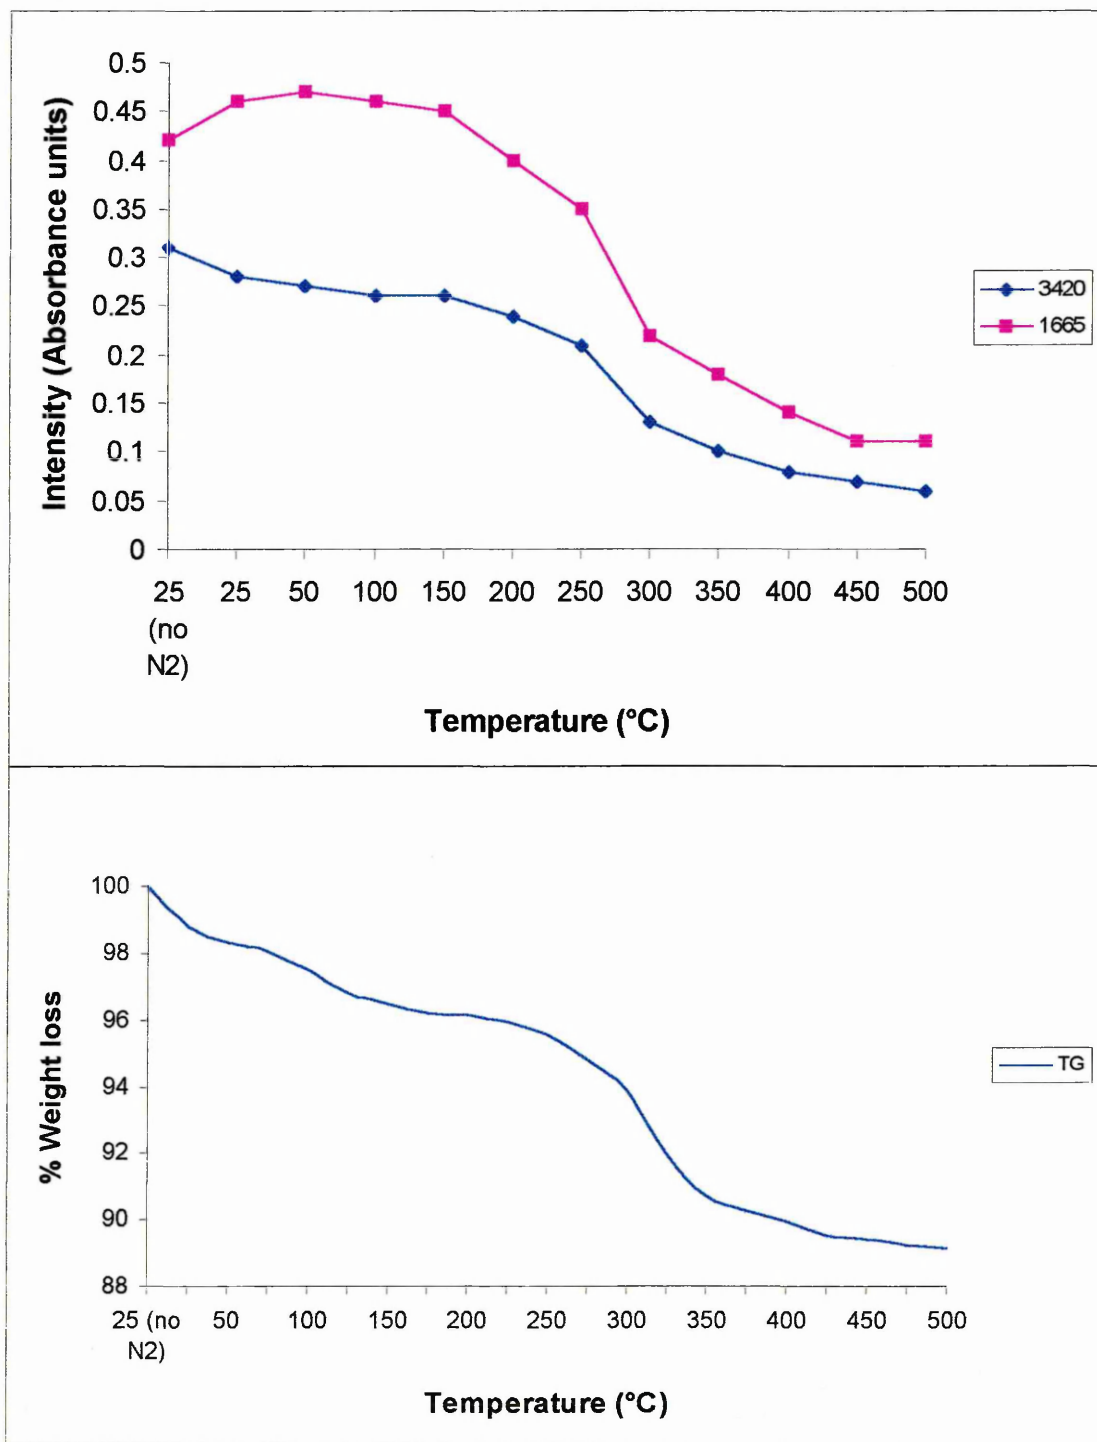 0.5
0.45
0.4
0.35
0.3
0.25
0.2
0.15
0.1
0.05
0
Intensity (Absorbance units)
25 25 50 100 150 200 250 300 350 400 450 500
(no
N2)
Temperature (°C)
3420
1665
100
98
96
94
92
90
88
% Weight loss
25 (no 50 100 150 200 250 300 350 400 450 500
N2)
Temperature (°C)
TG